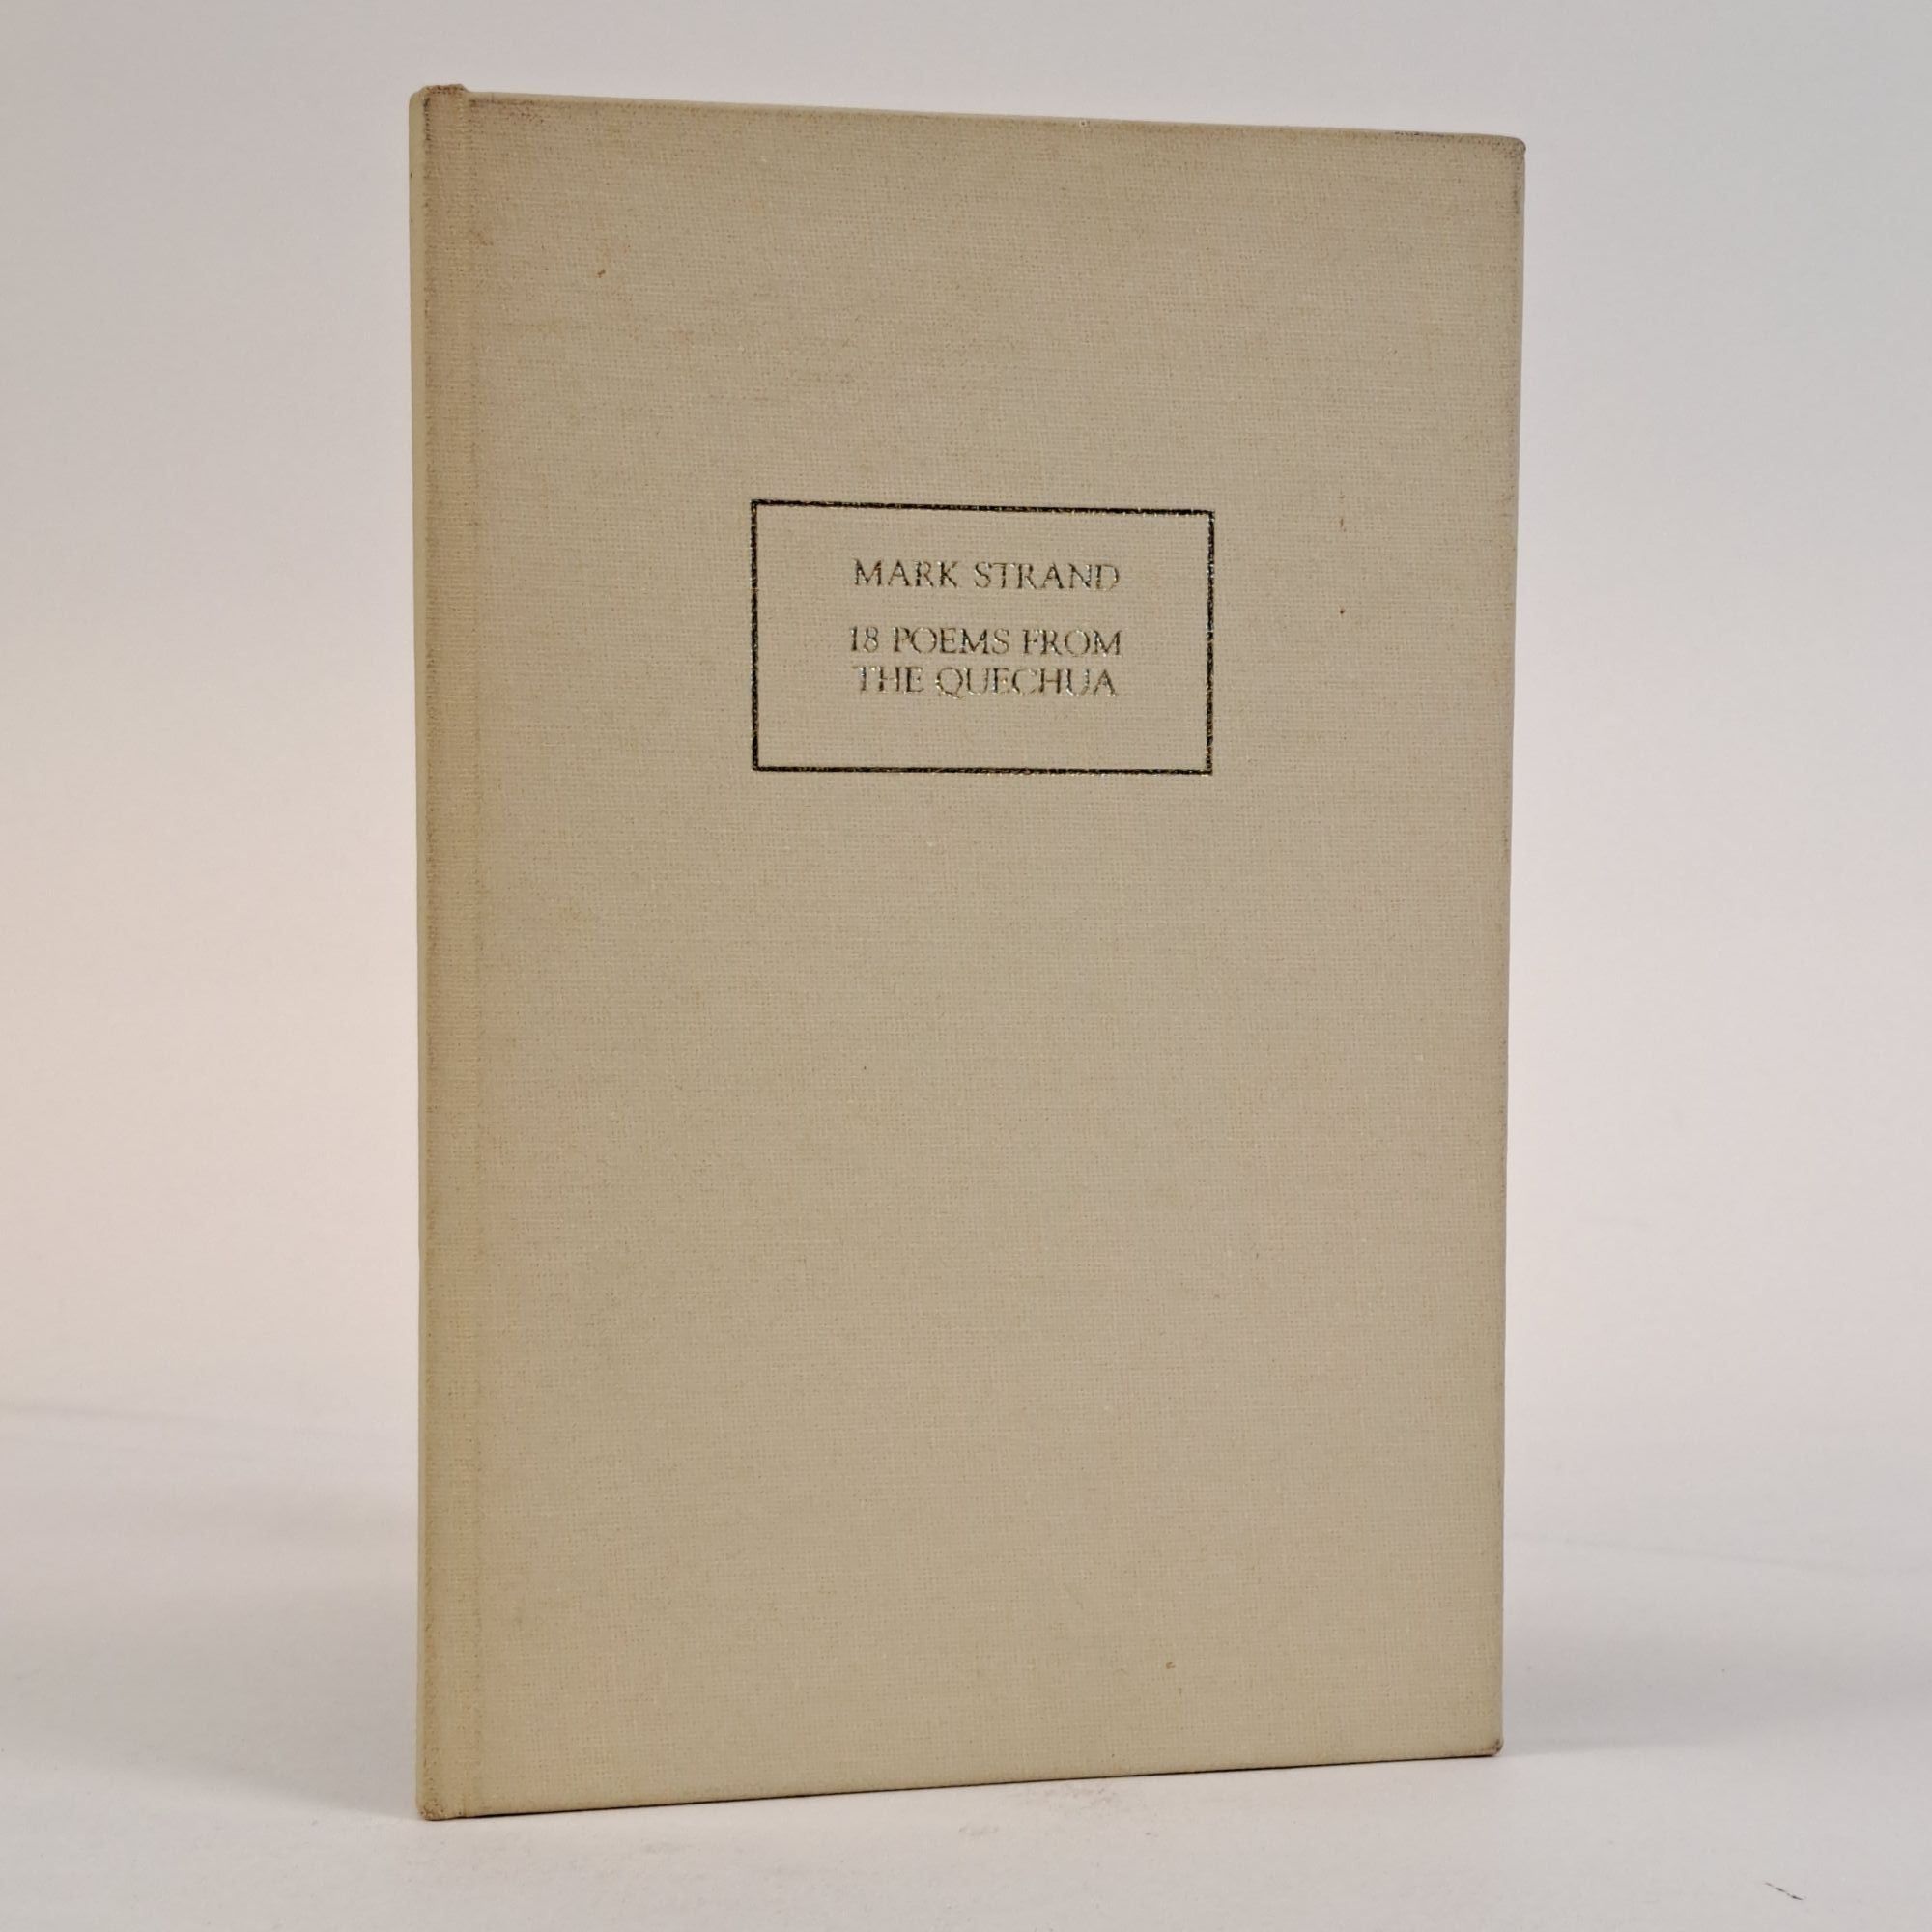 MARK STRAND
18 POEMS FROM
THE QUECHUA